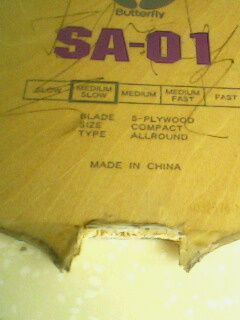 Butterfly
SA-01
SLOW MEDIUM SLOW MEDIUM MEDIUM FAST FAST
BLADE 5-PLYWOOD
SIZE COMPACT
TYPE ALLROUND
MADE IN CHINA